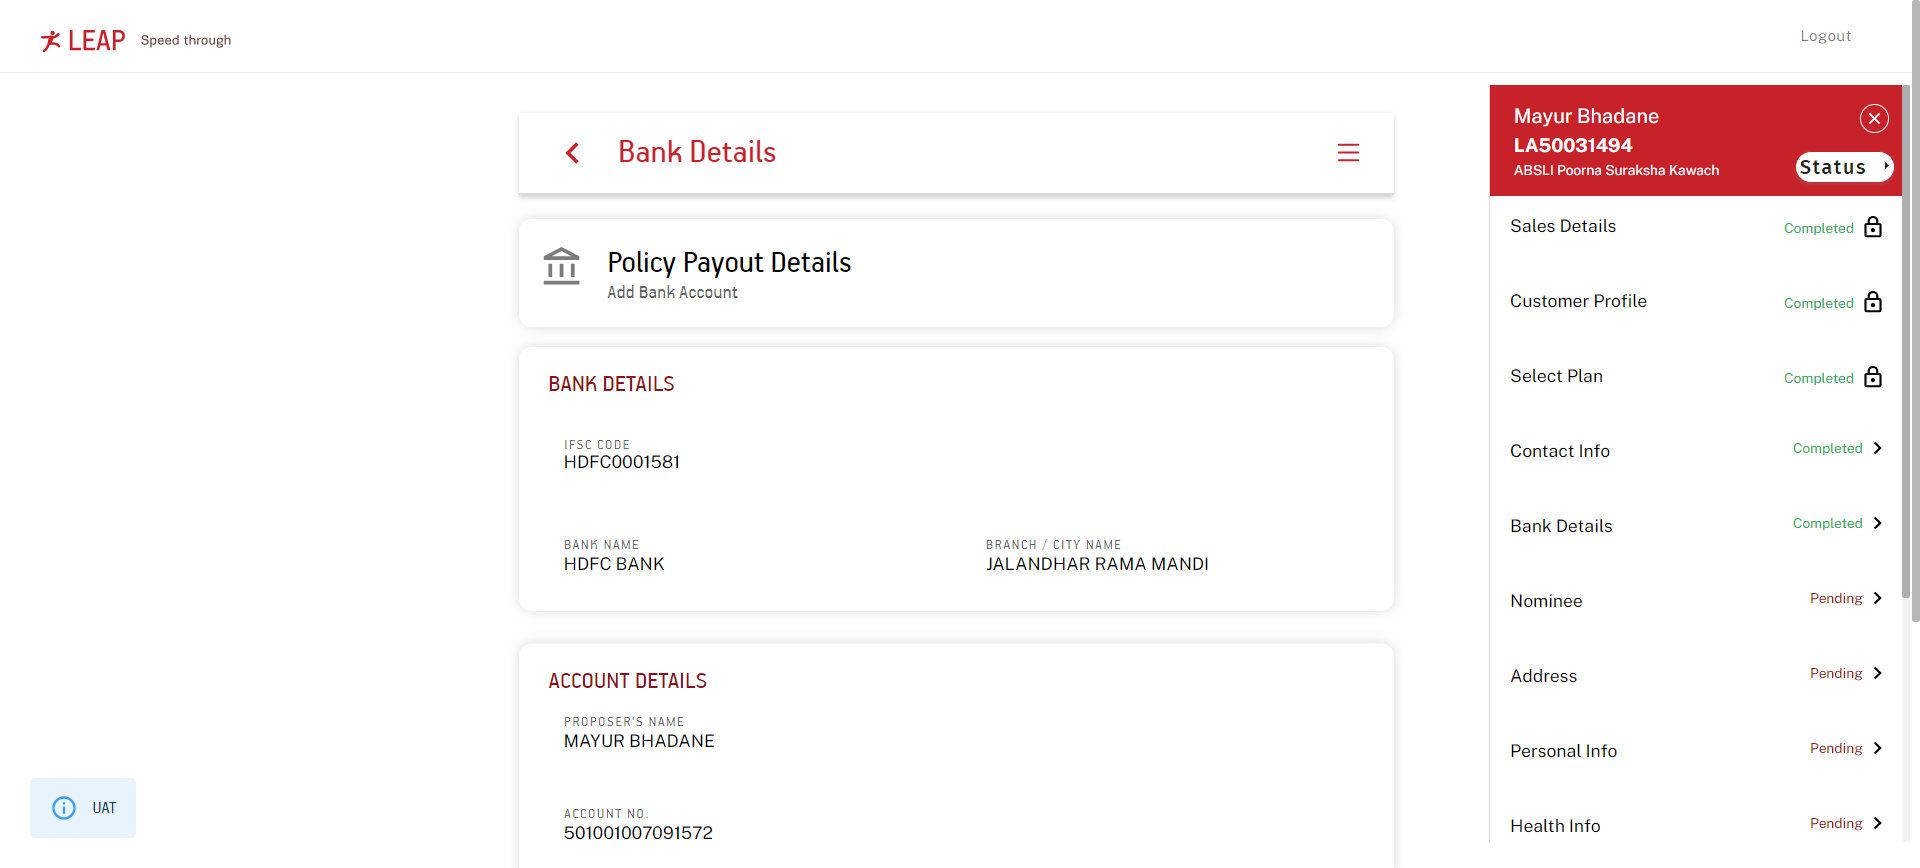 LEAP Speed through
Logout
Bank Details
Policy Payout Details
Add Bank Account
BANK DETAILS
IFSC CODE
HDFC0001581
BANK NAME
HDFC BANK
BRANCH / CITY NAME
JALANDHAR RAMA MANDI
ACCOUNT DETAILS
PROPOSER'S NAME
MAYUR BHADANE
ACCOUNT NO.
501001007091572
UAT
Mayur Bhadane
LA50031494
ABSLI Poorna Suraksha Kawach
Status
Sales Details Completed
Customer Profile Completed
Select Plan Completed
Contact Info Completed
Bank Details Completed
Nominee Pending
Address Pending
Personal Info Pending
Health Info Pending